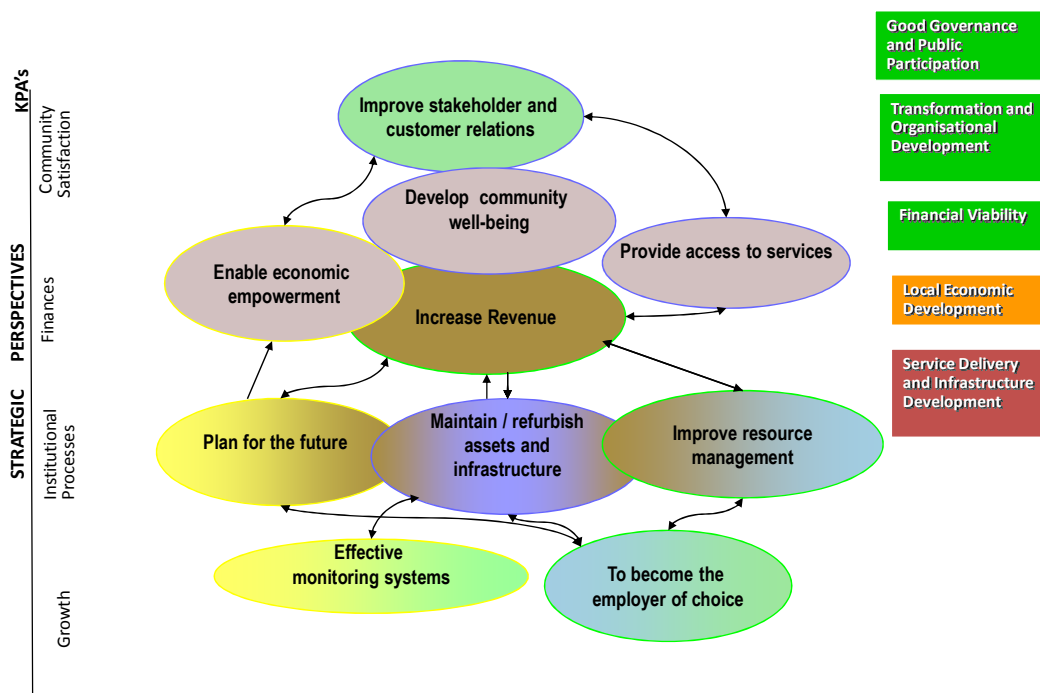 KPA's
STRATEGIC PERSPECTIVES
Community
Satisfaction
Finances
Institutional
Processes
Growth
Improve stakeholder and
customer relations
Develop community
well-being
Enable economic
empowerment
Provide access to services
Increase Revenue
Plan for the future
Maintain / refurbish
assets and
infrastructure
Improve resource
management
Effective
monitoring systems
To become the
employer of choice
Good Governance
and Public
Participation
Transformation and
Organisational
Development
Financial Viability
Local Economic
Development
Service Delivery
and Infrastructure
Development